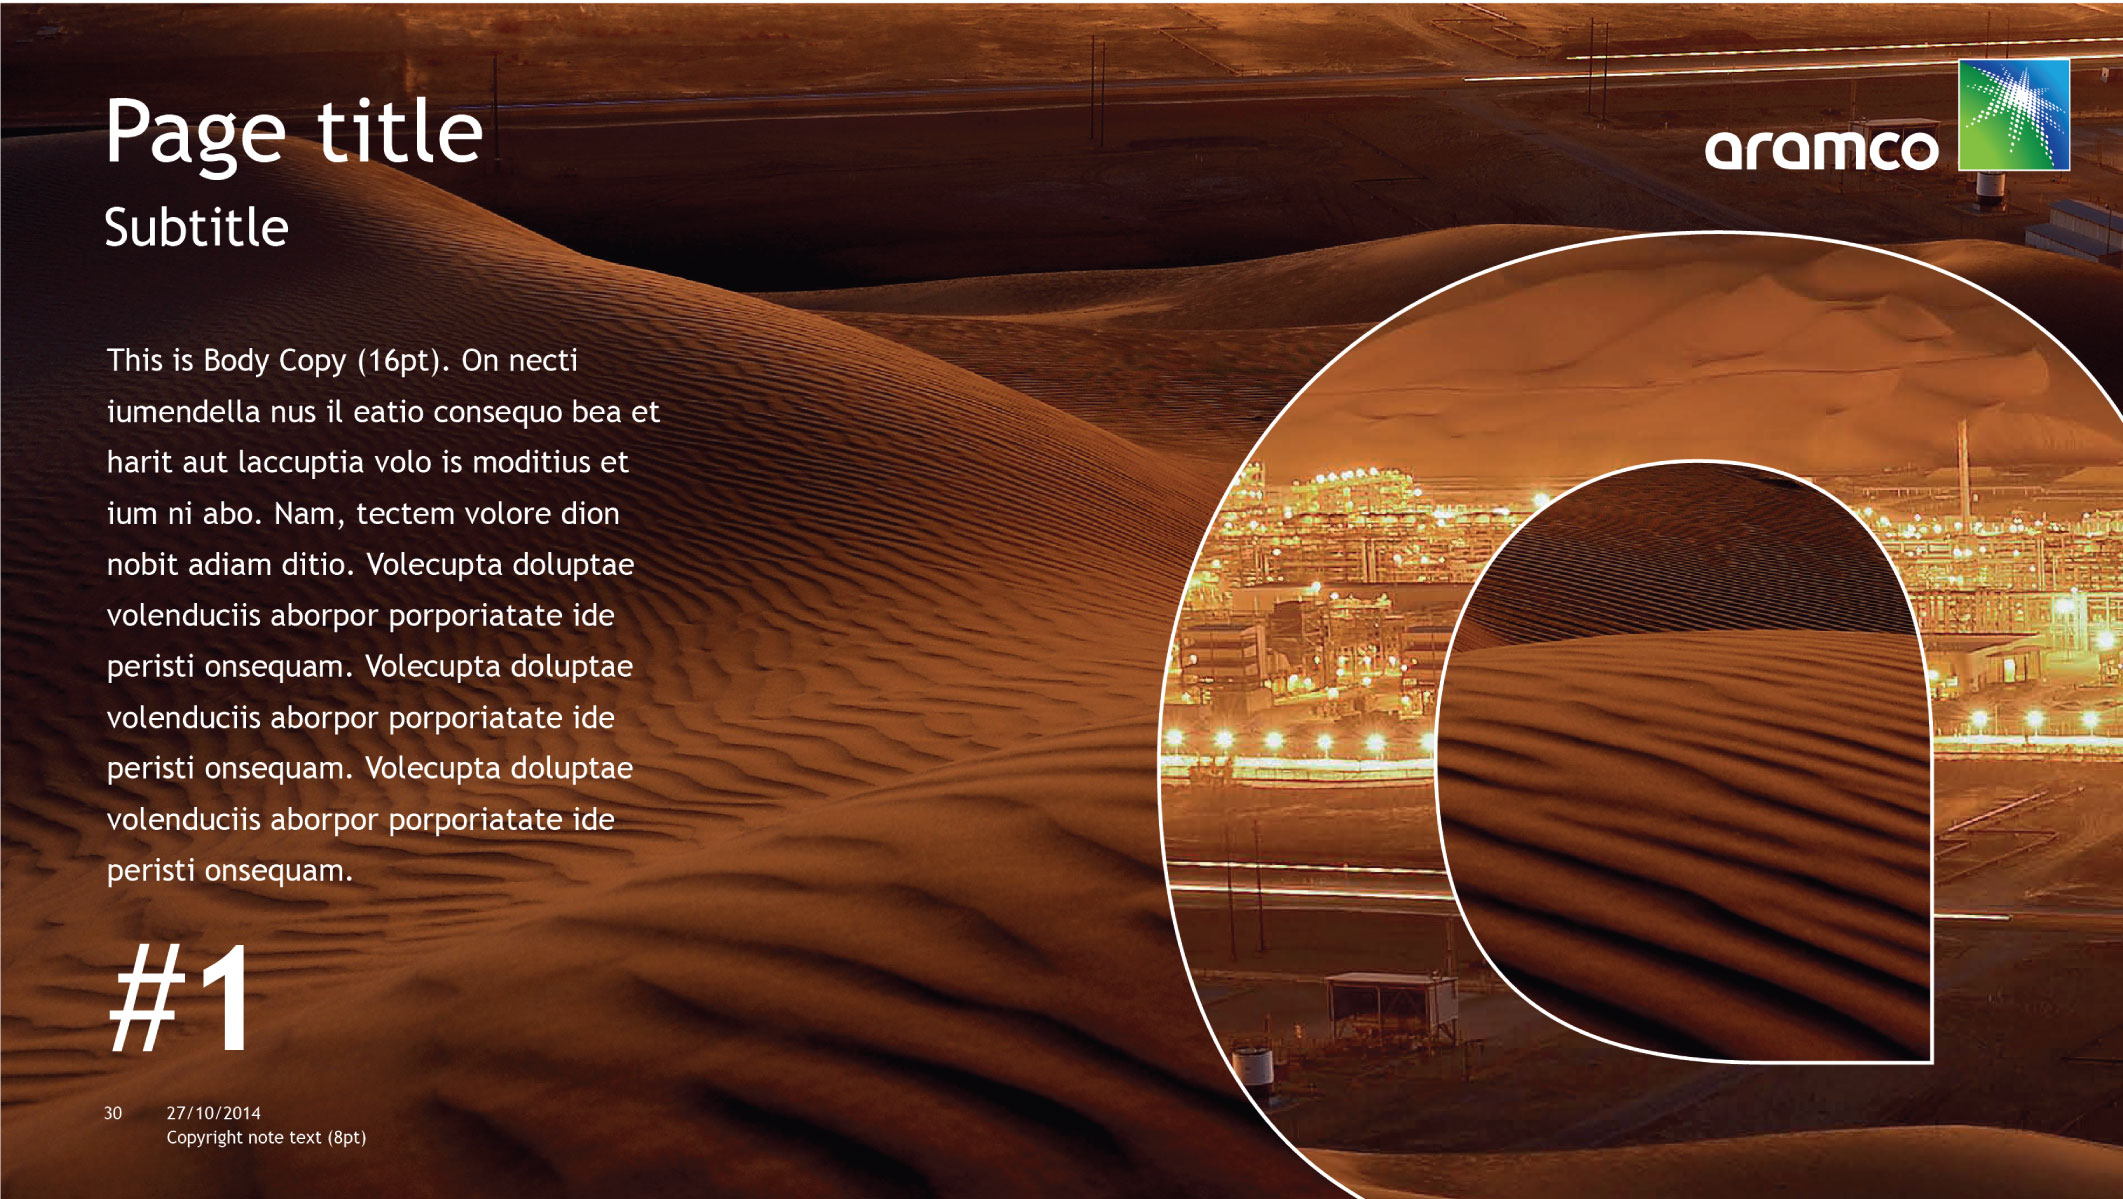 Page title
aramco
Subtitle
This is Body Copy (16pt). On necti
iumendella nus il eatio consequo bea et
harit aut laccuptia volo is moditius et
ium ni abo. Nam, tectem volore dion
nobit adiam ditio. Volecupta doluptae
volenduciis aborpor porporiatate ide
peristi onsequam. Volecupta doluptae
volenduciis aborpor porporiatate ide
peristi onsequam. Volecupta doluptae
volenduciis aborpor porporiatate ide
peristi onsequam.
#1
30 27/10/2014
Copyright note text (8pt)